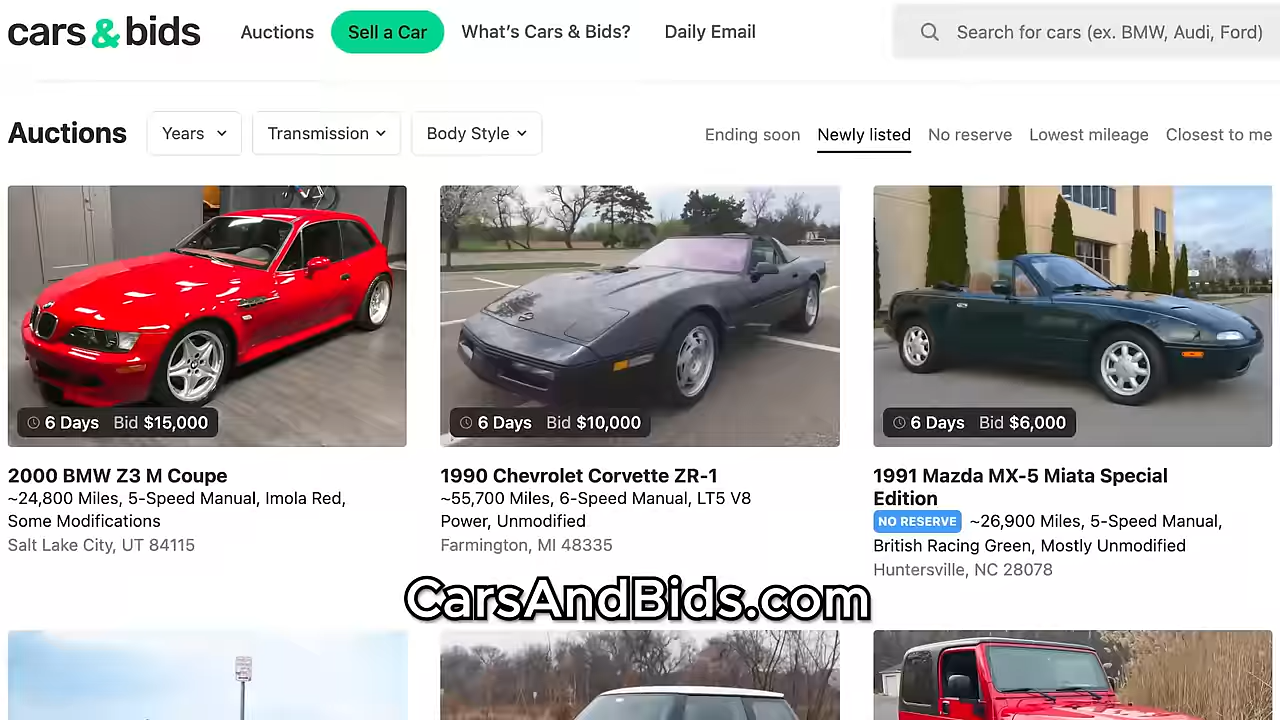 cars & bids
Auctions
Sell a Car
What's Cars & Bids?
Daily Email
Search for cars (ex. BMW, Audi, Ford)
Auctions
Years
Transmission
Body Style
Ending soon
Newly listed
No reserve
Lowest mileage
Closest to me
6 Days Bid $15,000
6 Days Bid $10,000
6 Days Bid $6,000
2000 BMW Z3 M Coupe
~24,800 Miles, 5-Speed Manual, Imola Red,
Some Modifications
Salt Lake City, UT 84115
1990 Chevrolet Corvette ZR-1
~55,700 Miles, 6-Speed Manual, LT5 V8
Power, Unmodified
Farmington, MI 48335
1991 Mazda MX-5 Miata Special
Edition
NO RESERVE ~26,900 Miles, 5-Speed Manual,
British Racing Green, Mostly Unmodified
Huntersville, NC 28078
CarsAndBids.com